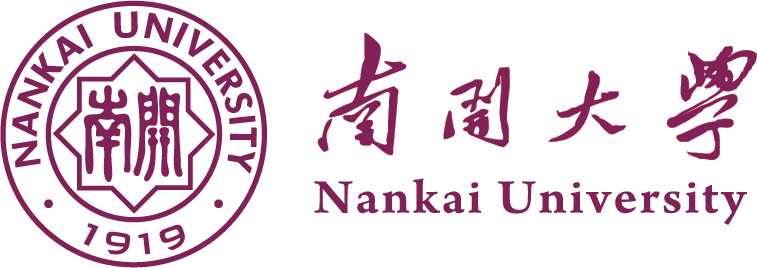 NANKAI UNIVERSITY
南開
· 1919 ·
南開大學
Nankai University